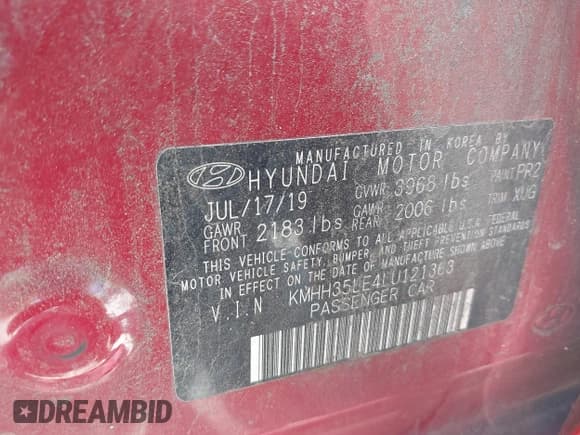 MANUFACTURED IN KOREA BY
HYUNDAI MOTOR COMPANY
JUL/17/19 GVWR 3968 lbs PAINT PR2
GAWR FRONT 2183 lbs GAWR REAR 2006 lbs TRIM XUG
THIS VEHICLE CONFORMS TO ALL APPLICABLE U.S.A FEDERAL
MOTOR VEHICLE SAFETY, BUMPER, AND THEFT PREVENTION STANDARDS
IN EFFECT ON THE DATE OF MANUFACTURE SHOWN ABOVE.
V.I.N KMHH35LE4LU121363
PASSENGER CAR
DREAMBID